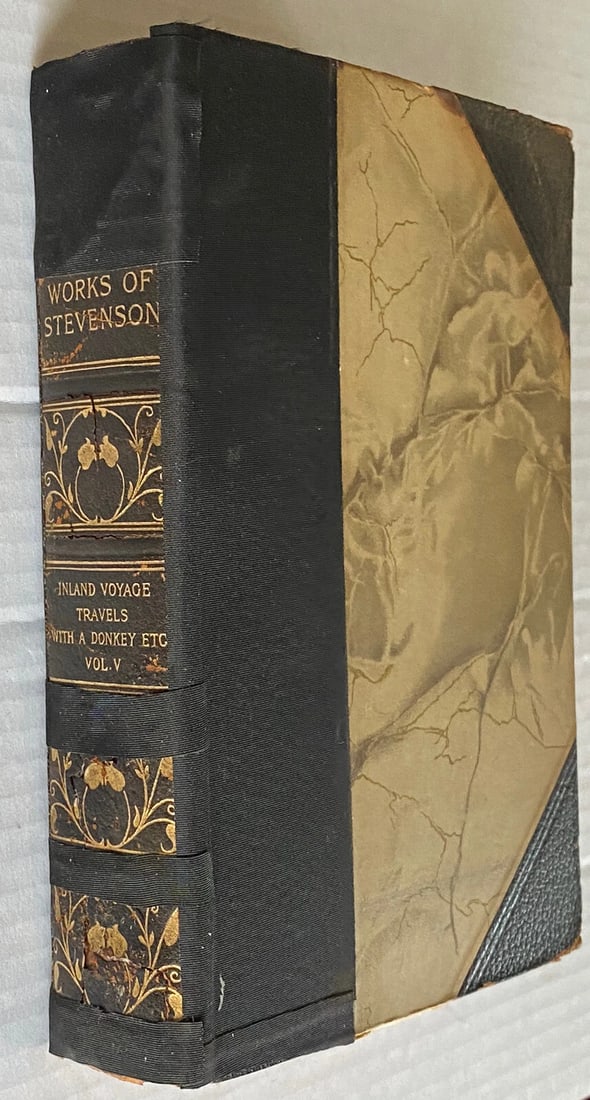 WORKS OF
STEVENSON
INLAND VOYAGE
TRAVELS
WITH A DONKEY ETC
VOL. V